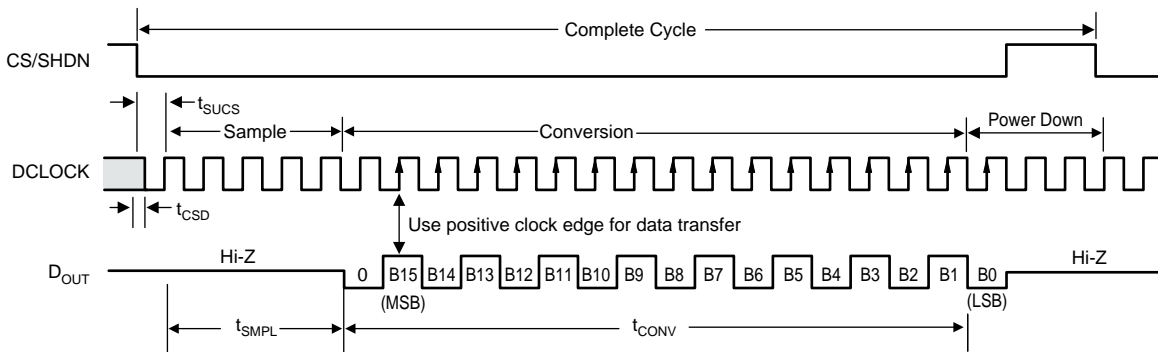 Complete Cycle
CS/SHDN
tSUCS
Sample
Conversion
Power Down
DCLOCK
tCSD
Use positive clock edge for data transfer
Hi-Z
Hi-Z
DOUT
0 B15 B14 B13 B12 B11 B10 B9 B8 B7 B6 B5 B4 B3 B2 B1 B0
(MSB)
(LSB)
tSMPL
tCONV